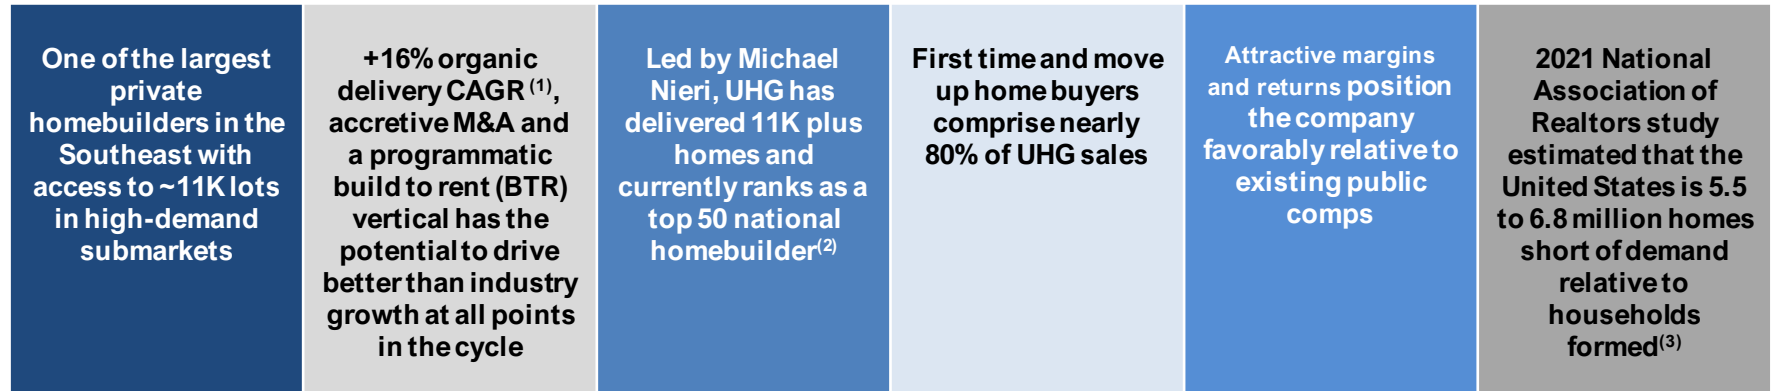 One of the largest
private
homebuilders in the
Southeast with
access to ~11K lots
in high-demand
submarkets
+16% organic
delivery CAGR (1),
accretive M&A and
a programmatic
build to rent (BTR)
vertical has the
potential to drive
better than industry
growth at all points
in the cycle
Led by Michael
Nieri, UHG has
delivered 11K plus
homes and
currently ranks as a
top 50 national
homebuilder(2)
First time and move
up home buyers
comprise nearly
80% of UHG sales
Attractive margins
and returns position
the company
favorably relative to
existing public
comps
2021 National
Association of
Realtors study
estimated that the
United States is 5.5
to 6.8 million homes
short of demand
relative to
households
formed(3)